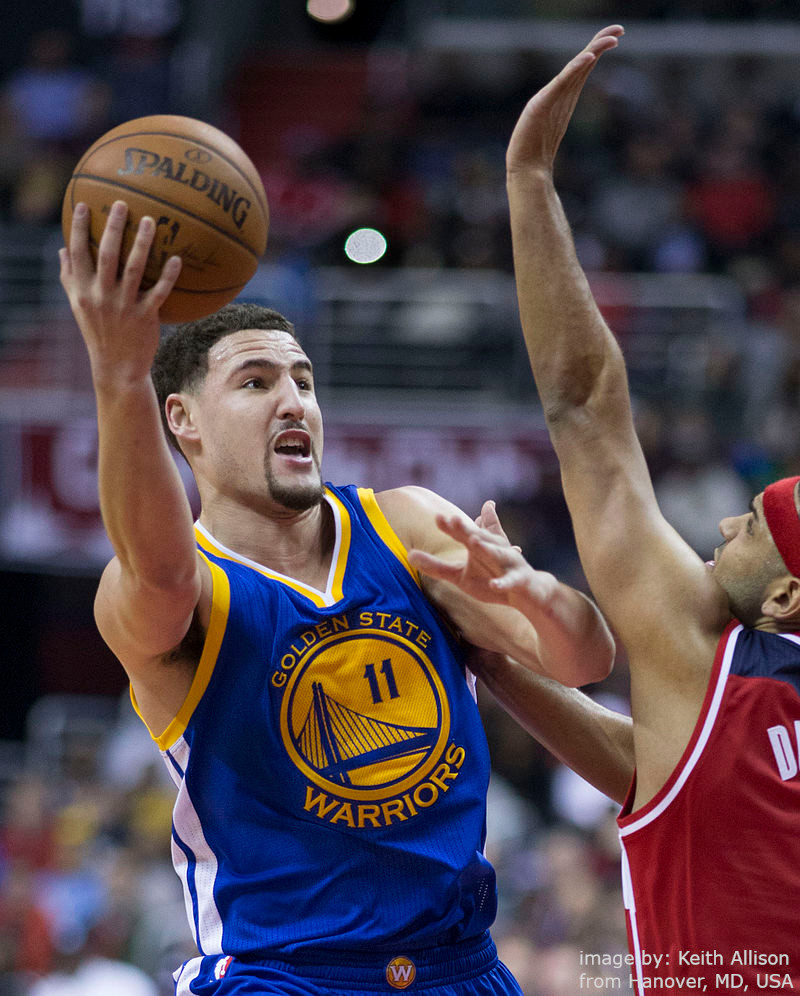 SPALDING
GOLDEN STATE
11
WARRIORS
W
image by: Keith Allison
from Hanover, MD, USA